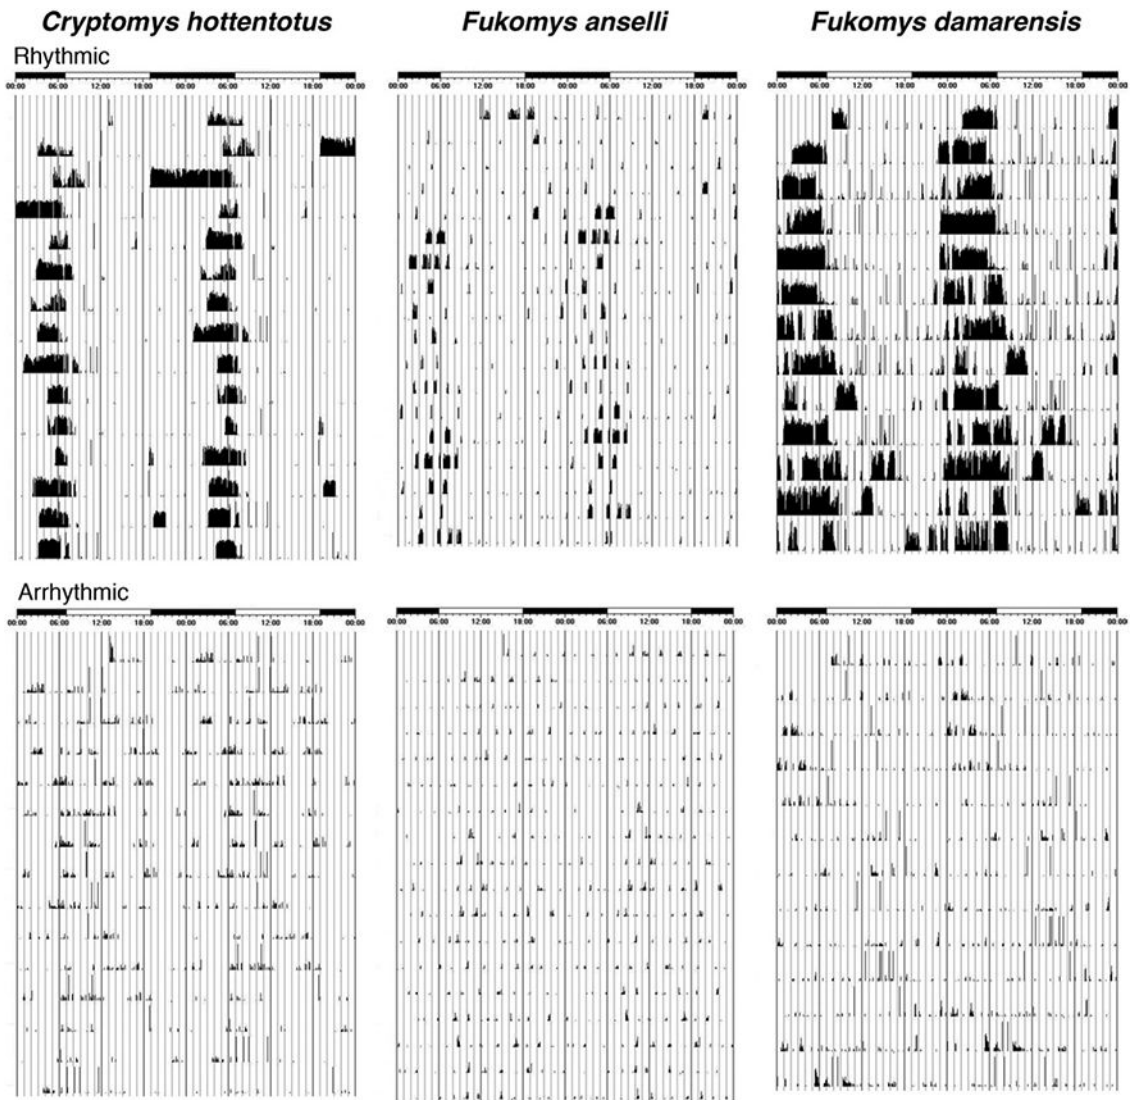 Cryptomys hottentotus Fukomys anselli Fukomys damarensis
Rhythmic
00:00 06:00 12:00 18:00 00:00 06:00 12:00 18:00 00:00 00:00 06:00 12:00 18:00 00:00 06:00 12:00 18:00 00:00 00:00 06:00 12:00 18:00 00:00 06:00 12:00 18:00 00:00
Arrhythmic
00:00 06:00 12:00 18:00 00:00 06:00 12:00 18:00 00:00 00:00 06:00 12:00 18:00 00:00 06:00 12:00 18:00 00:00 00:00 06:00 12:00 18:00 00:00 06:00 12:00 18:00 00:00